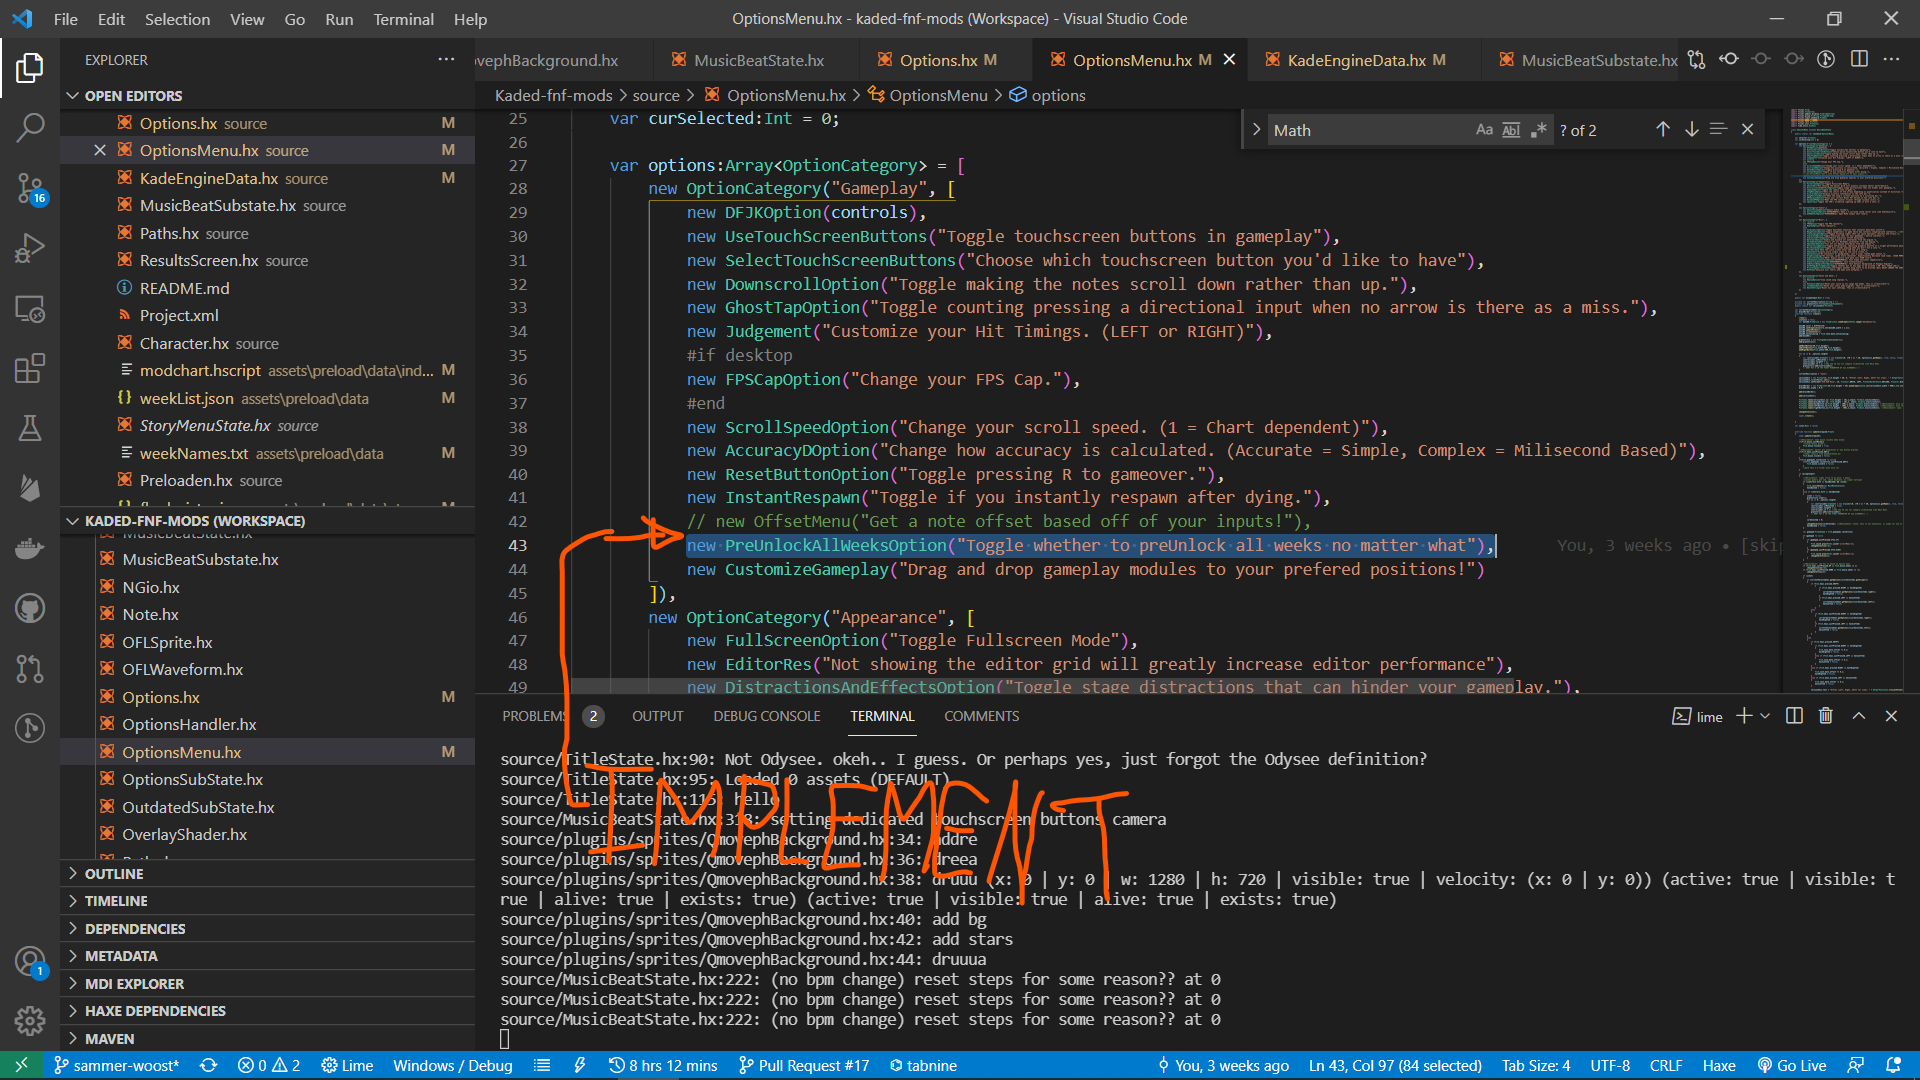 File Edit Selection View Go Run Terminal Help
OptionsMenu.hx - kaded-fnf-mods (Workspace) - Visual Studio Code
EXPLORER
OPEN EDITORS
Options.hx source M
OptionsMenu.hx source M
KadeEngineData.hx source M
MusicBeatSubstate.hx source
Paths.hx source
ResultsScreen.hx source
README.md
Project.xml
Character.hx source
modchart.hscript assets\preload\data\ind... M
weekList.json assets\preload\data M
StoryMenuState.hx source
weekNames.txt assets\preload\data M
Preloaden.hx source
KADED-FNF-MODS (WORKSPACE)
MusicBeatSubstate.hx
NGio.hx
Note.hx
OFLSprite.hx
OFLWaveform.hx
Options.hx M
OptionsHandler.hx
OptionsMenu.hx M
OptionsSubState.hx
OutdatedSubState.hx
OverlayShader.hx
OUTLINE
TIMELINE
DEPENDENCIES
METADATA
MDI EXPLORER
HAXE DEPENDENCIES
MAVEN
16
1
ovephBackground.hx MusicBeatState.hx Options.hx M OptionsMenu.hx M KadeEngineData.hx M MusicBeatSubstate.hx
Kaded-fnf-mods > source > OptionsMenu.hx > OptionsMenu > options
Math Aa Abl ? of 2
25 var curSelected:Int = 0;
26
27 var options:Array<OptionCategory> = [
28 new OptionCategory("Gameplay", [
29 new DFJKOption(controls),
30 new UseTouchScreenButtons("Toggle touchscreen buttons in gameplay"),
31 new SelectTouchScreenButtons("Choose which touchscreen button you'd like to have"),
32 new DownscrollOption("Toggle making the notes scroll down rather than up."),
33 new GhostTapOption("Toggle counting pressing a directional input when no arrow is there as a miss."),
34 new Judgement("Customize your Hit Timings. (LEFT or RIGHT)"),
35 #if desktop
36 new FPSCapOption("Change your FPS Cap."),
37 #end
38 new ScrollSpeedOption("Change your scroll speed. (1 = Chart dependent)"),
39 new AccuracyDOption("Change how accuracy is calculated. (Accurate = Simple, Complex = Milisecond Based)"),
40 new ResetButtonOption("Toggle pressing R to gameover."),
41 new InstantRespawn("Toggle if you instantly respawn after dying."),
42 // new OffsetMenu("Get a note offset based off of your inputs!"),
43 new PreUnlockAllWeeksOption("Toggle whether to preUnlock all weeks no matter what"), You, 3 weeks ago • [skip
44 new CustomizeGameplay("Drag and drop gameplay modules to your prefered positions!")
45 ]),
46 new OptionCategory("Appearance", [
47 new FullScreenOption("Toggle Fullscreen Mode"),
48 new EditorRes("Not showing the editor grid will greatly increase editor performance"),
49 new DistractionsAndEffectsOption("Toggle stage distractions that can hinder your gameplay."),
PROBLEMS 2 OUTPUT DEBUG CONSOLE TERMINAL COMMENTS lime
source/TitleState.hx:90: Not Odysee. okeh.. I guess. Or perhaps yes, just forgot the Odysee definition?
source/TitleState.hx:95: Loaded 0 assets (DEFAULT)
source/TitleState.hx:115: hello
source/MusicBeatState.hx:318: setting dedicated touchscreen buttons camera
source/plugins/sprites/QmovephBackground.hx:34: addre
source/plugins/sprites/QmovephBackground.hx:36: dreea
source/plugins/sprites/QmovephBackground.hx:38: druuu (x: 0 | y: 0 | w: 1280 | h: 720 | visible: true | velocity: (x: 0 | y: 0)) (active: true | visible: t
rue | alive: true | exists: true) (active: true | visible: true | alive: true | exists: true)
source/plugins/sprites/QmovephBackground.hx:40: add bg
source/plugins/sprites/QmovephBackground.hx:42: add stars
source/plugins/sprites/QmovephBackground.hx:44: druuua
source/MusicBeatState.hx:222: (no bpm change) reset steps for some reason?? at 0
source/MusicBeatState.hx:222: (no bpm change) reset steps for some reason?? at 0
source/MusicBeatState.hx:222: (no bpm change) reset steps for some reason?? at 0
IMPLEMENT
sammer-woost* 0 2 Lime Windows / Debug 8 hrs 12 mins Pull Request #17 tabnine You, 3 weeks ago Ln 43, Col 97 (84 selected) Tab Size: 4 UTF-8 CRLF Haxe Go Live